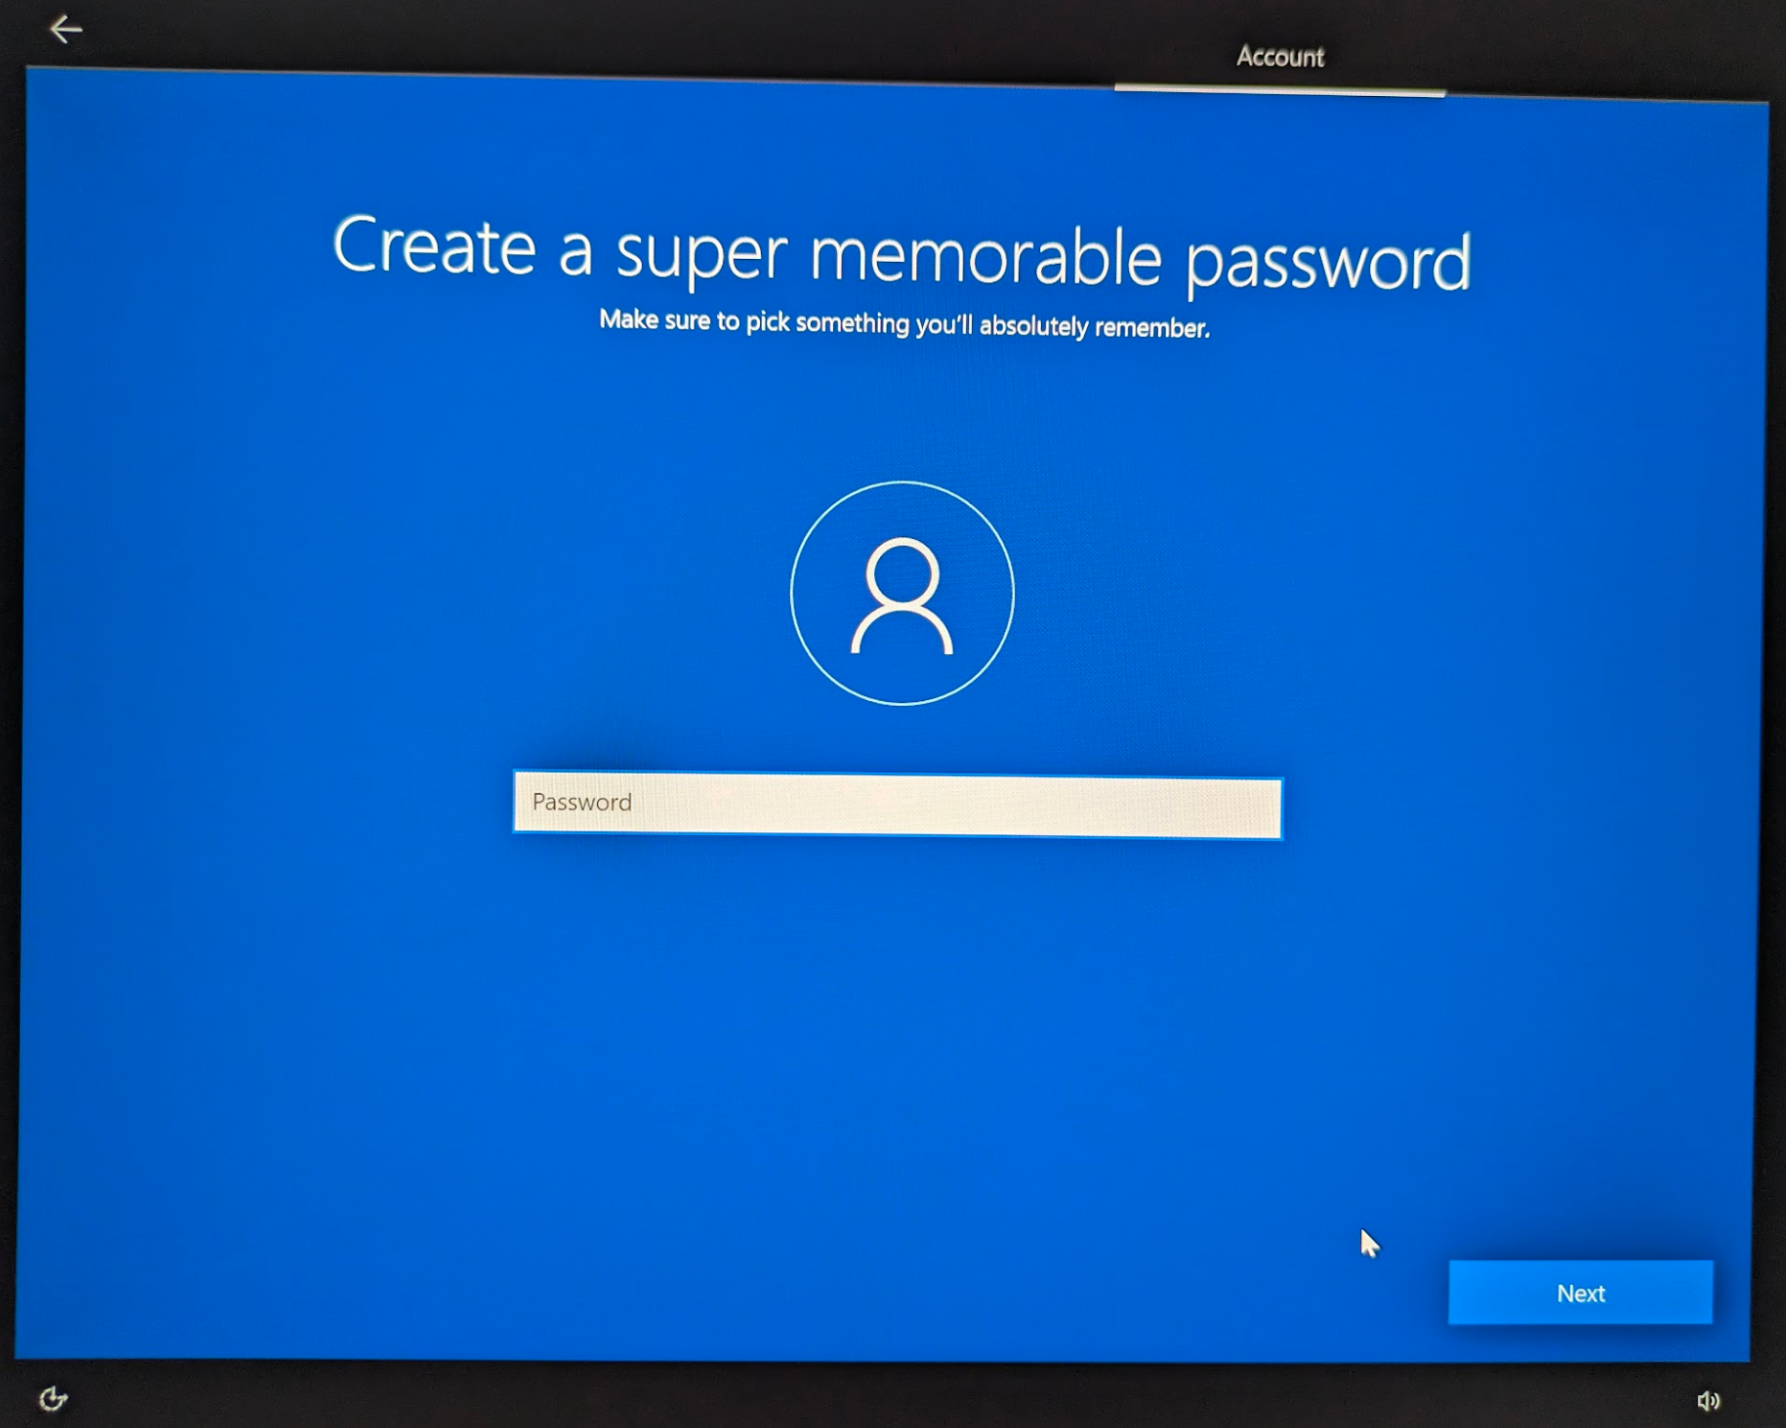 Account
Create a super memorable password
Make sure to pick something you'll absolutely remember.
Password
Next